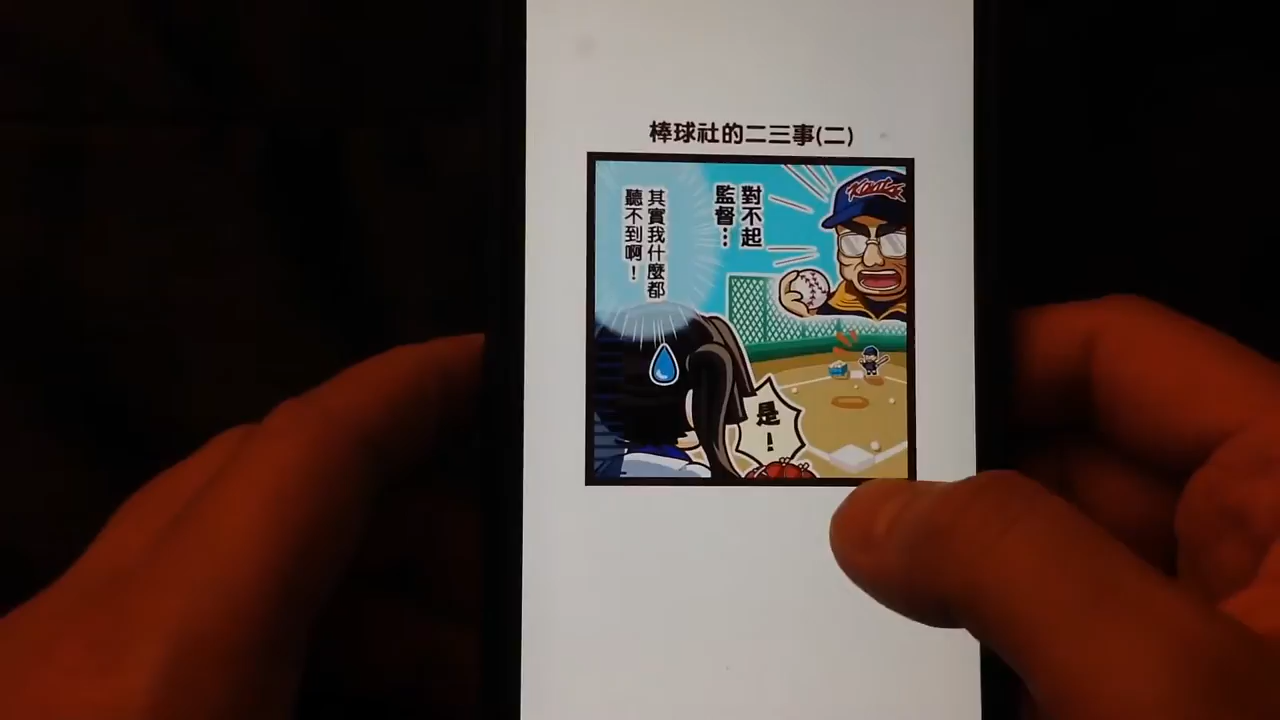 棒球社的二三事(二)
對不起
監督…
其實我什麼都
聽不到啊！
是！